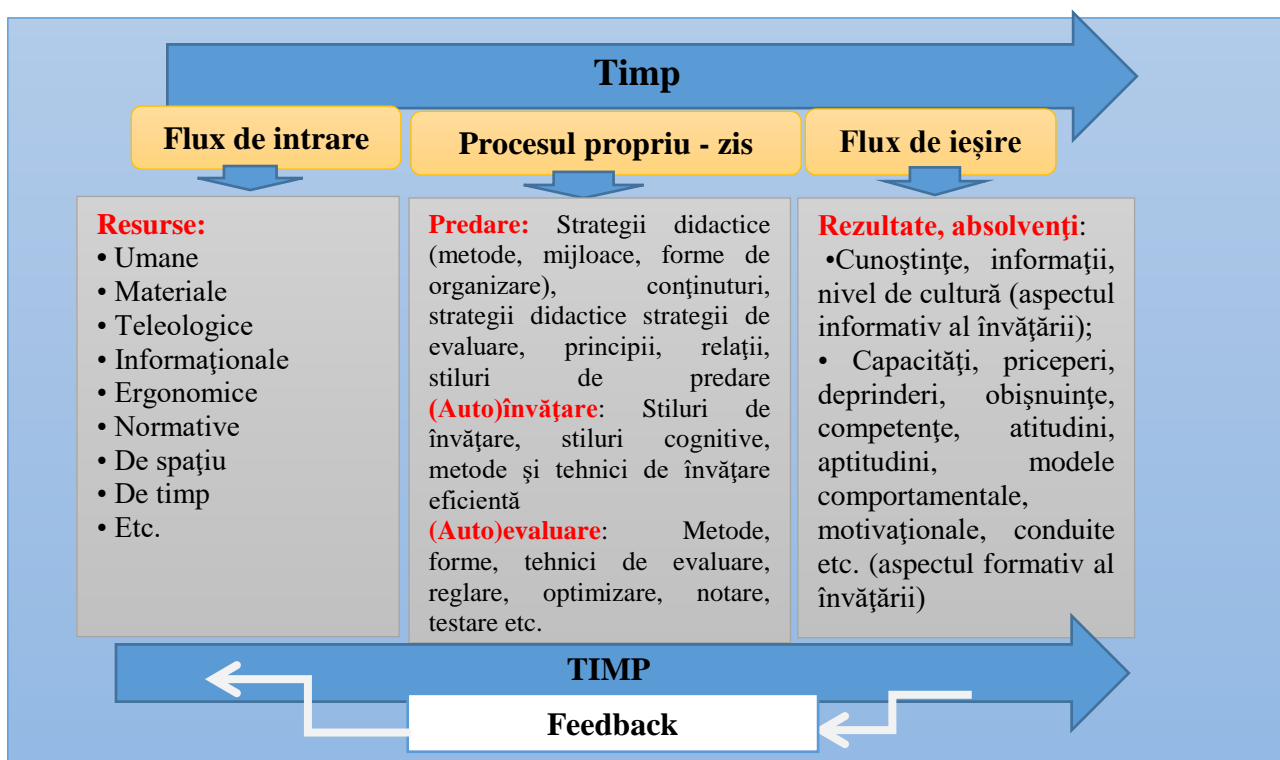 Timp
Flux de intrare
Procesul propriu - zis
Flux de ieșire
Resurse:
• Umane
• Materiale
• Teleologice
• Informaţionale
• Ergonomice
• Normative
• De spaţiu
• De timp
• Etc.
Predare: Strategii didactice
(metode, mijloace, forme de
organizare), conţinuturi,
strategii didactice strategii de
evaluare, principii, relaţii,
stiluri de predare
(Auto)învăţare: Stiluri de
învăţare, stiluri cognitive,
metode şi tehnici de învăţare
eficientă
(Auto)evaluare: Metode,
forme, tehnici de evaluare,
reglare, optimizare, notare,
testare etc.
Rezultate, absolvenţi:
•Cunoştinţe, informaţii,
nivel de cultură (aspectul
informativ al învăţării);
• Capacităţi, priceperi,
deprinderi, obişnuinţe,
competenţe, atitudini,
aptitudini, modele
comportamentale,
motivaţionale, conduite
etc. (aspectul formativ al
învăţării)
TIMP
Feedback